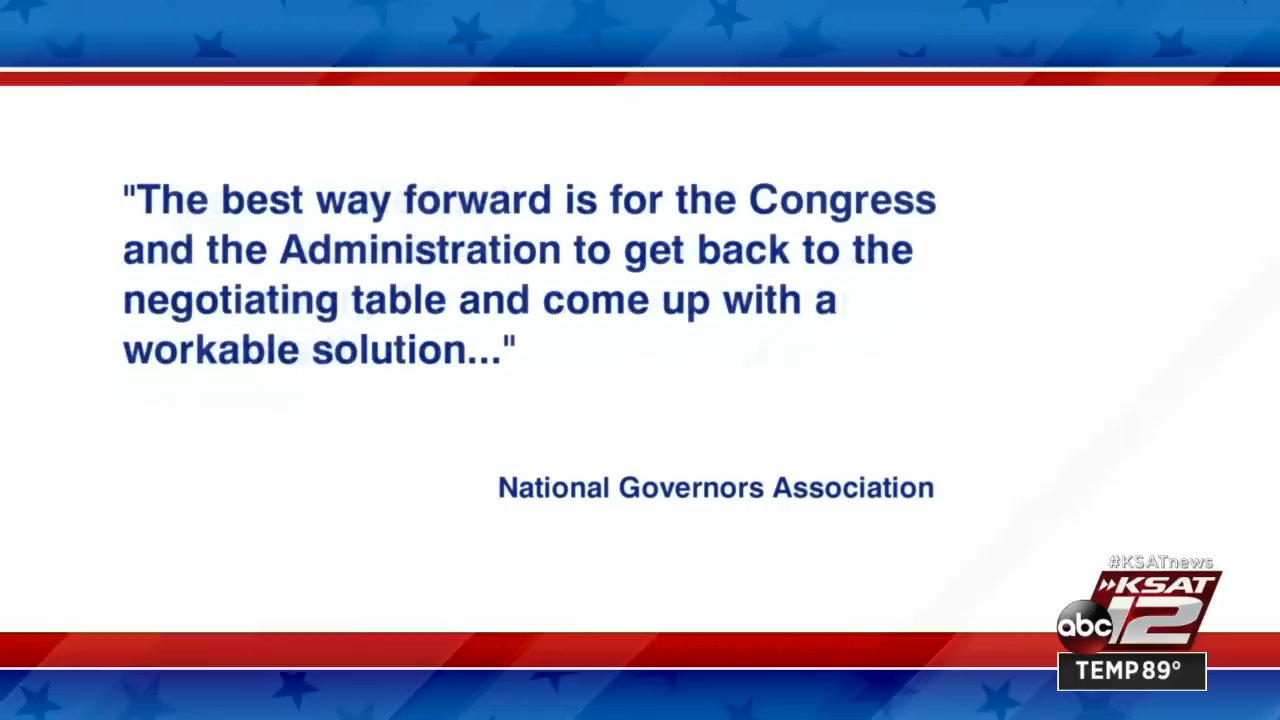 "The best way forward is for the Congress
and the Administration to get back to the
negotiating table and come up with a
workable solution..."
National Governors Association
#KSATnews
KSAT
abc 12
TEMP 89°